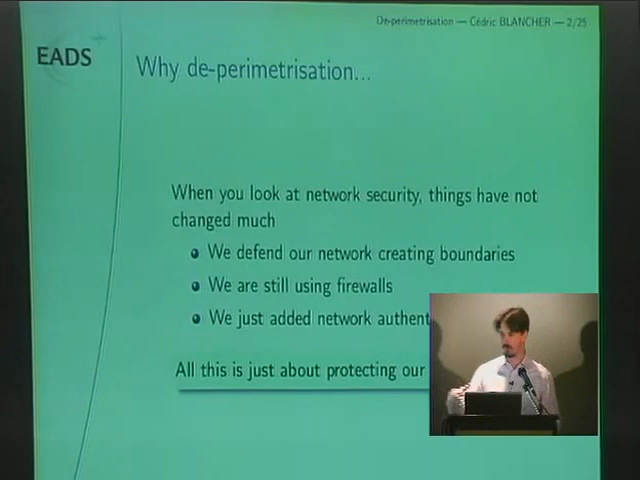 De-perimetrisation — Cédric BLANCHER — 2/25
EADS
Why de-perimetrisation...
When you look at network security, things have not
changed much
We defend our network creating boundaries
We are still using firewalls
We just added network authent
All this is just about protecting our